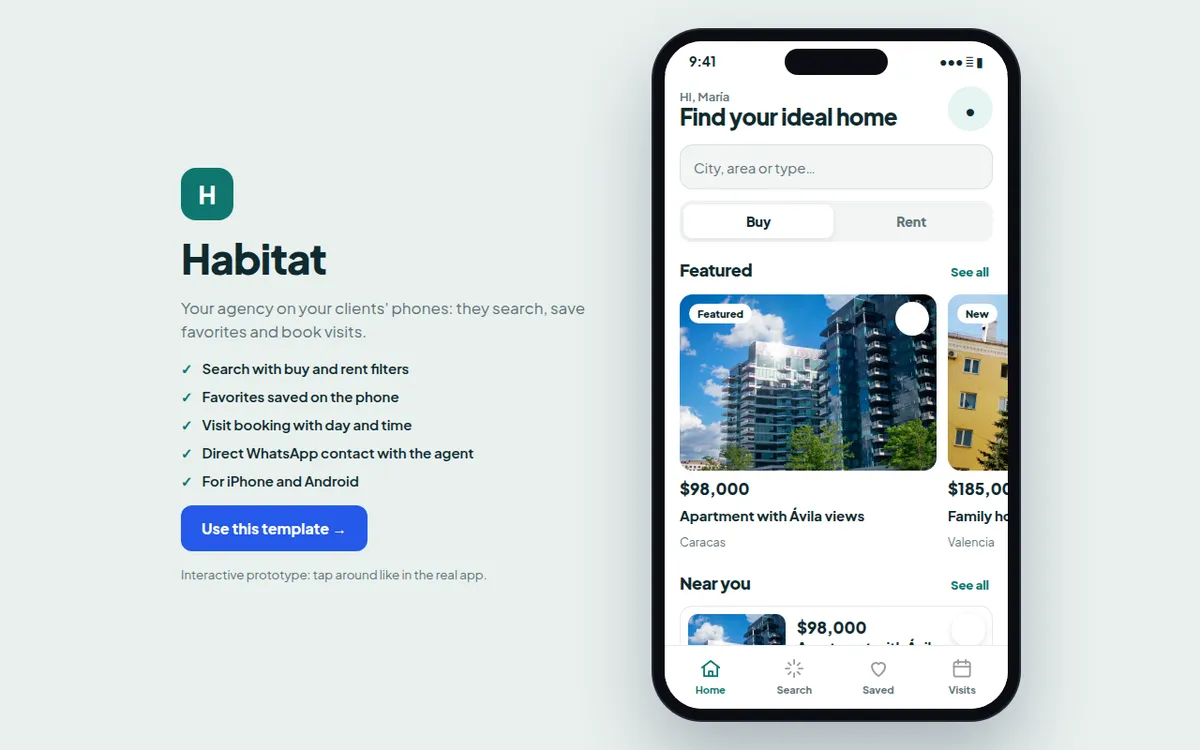 H
Habitat
Your agency on your clients' phones: they search, save
favorites and book visits.
✓ Search with buy and rent filters
✓ Favorites saved on the phone
✓ Visit booking with day and time
✓ Direct WhatsApp contact with the agent
✓ For iPhone and Android
Use this template →
Interactive prototype: tap around like in the real app.
9:41
Hi, María
Find your ideal home
City, area or type…
Buy
Rent
Featured
See all
Featured
New
$98,000
Apartment with Ávila views
Caracas
$185,00
Family ho
Valencia
Near you
See all
$98,000
Home
Search
Saved
Visits